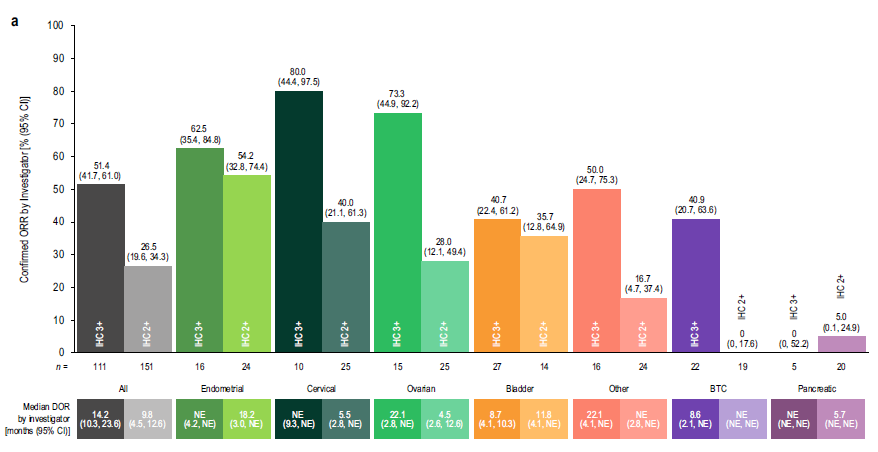 a
Confirmed ORR by Investigator [% (95% CI)]
100
90
80
70
60
50
40
30
20
10
0
51.4
(41.7, 61.0)
IHC 3+
26.5
(19.6, 34.3)
IHC 2+
62.5
(35.4, 84.8)
IHC 3+
54.2
(32.8, 74.4)
IHC 2+
80.0
(44.4, 97.5)
IHC 3+
40.0
(21.1, 61.3)
IHC 2+
73.3
(44.9, 92.2)
IHC 3+
28.0
(12.1, 49.4)
IHC 2+
40.7
(22.4, 61.2)
IHC 3+
35.7
(12.8, 64.9)
IHC 2+
50.0
(24.7, 75.3)
IHC 3+
16.7
(4.7, 37.4)
IHC 2+
40.9
(20.7, 63.6)
IHC 3+
IHC 2+
0
(0, 17.6)
IHC 3+
0
(0, 52.2)
IHC 2+
5.0
(0.1, 24.9)
n = 111 151 16 24 10 25 15 25 27 14 16 24 22 19 5 20
All Endometrial Cervical Ovarian Bladder Other BTC Pancreatic
Median DOR
by investigator
[months (95% CI)]
14.2 9.8 NE 18.2 NE 5.5 22.1 4.5 8.7 11.8 22.1 NE 8.6 NE NE 5.7
(10.3, 23.6) (4.5, 12.6) (4.2, NE) (3.0, NE) (9.3, NE) (2.8, NE) (2.8, NE) (2.6, 12.6) (4.1, 10.3) (4.1, NE) (4.1, NE) (2.8, NE) (2.1, NE) (NE, NE) (NE, NE) (NE, NE)